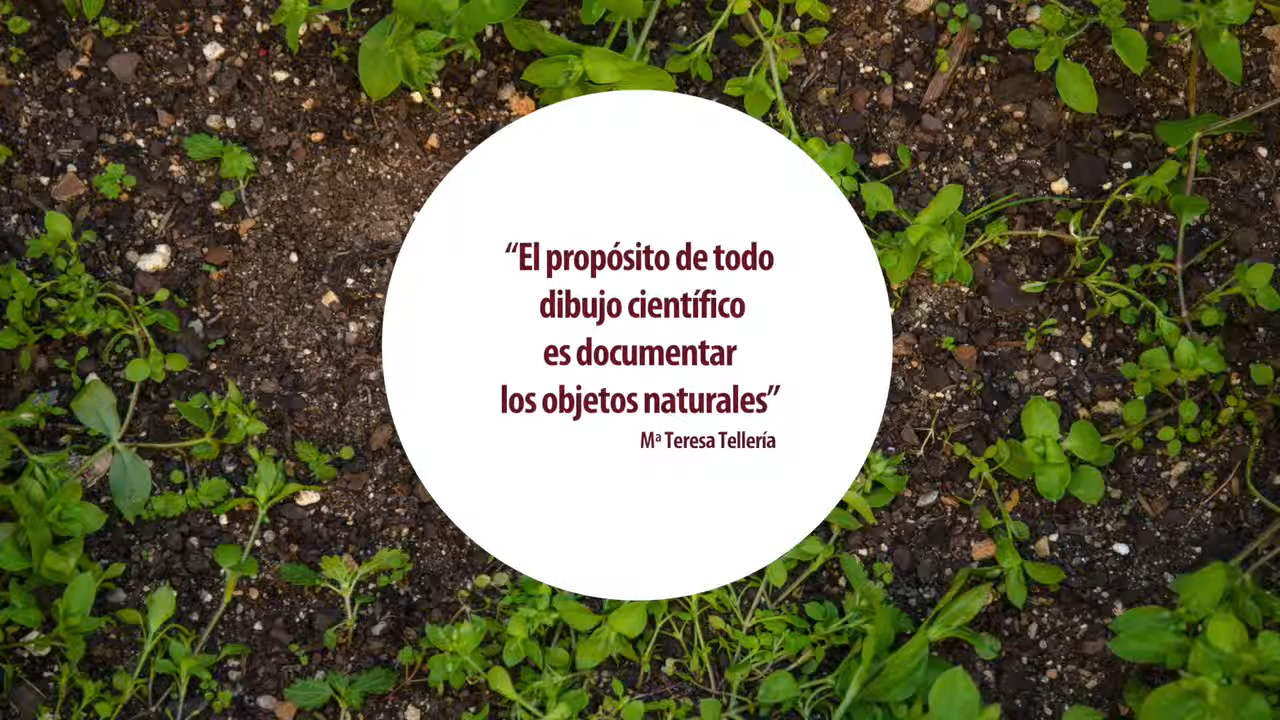 “El propósito de todo
dibujo científico
es documentar
los objetos naturales”
Mª Teresa Tellería